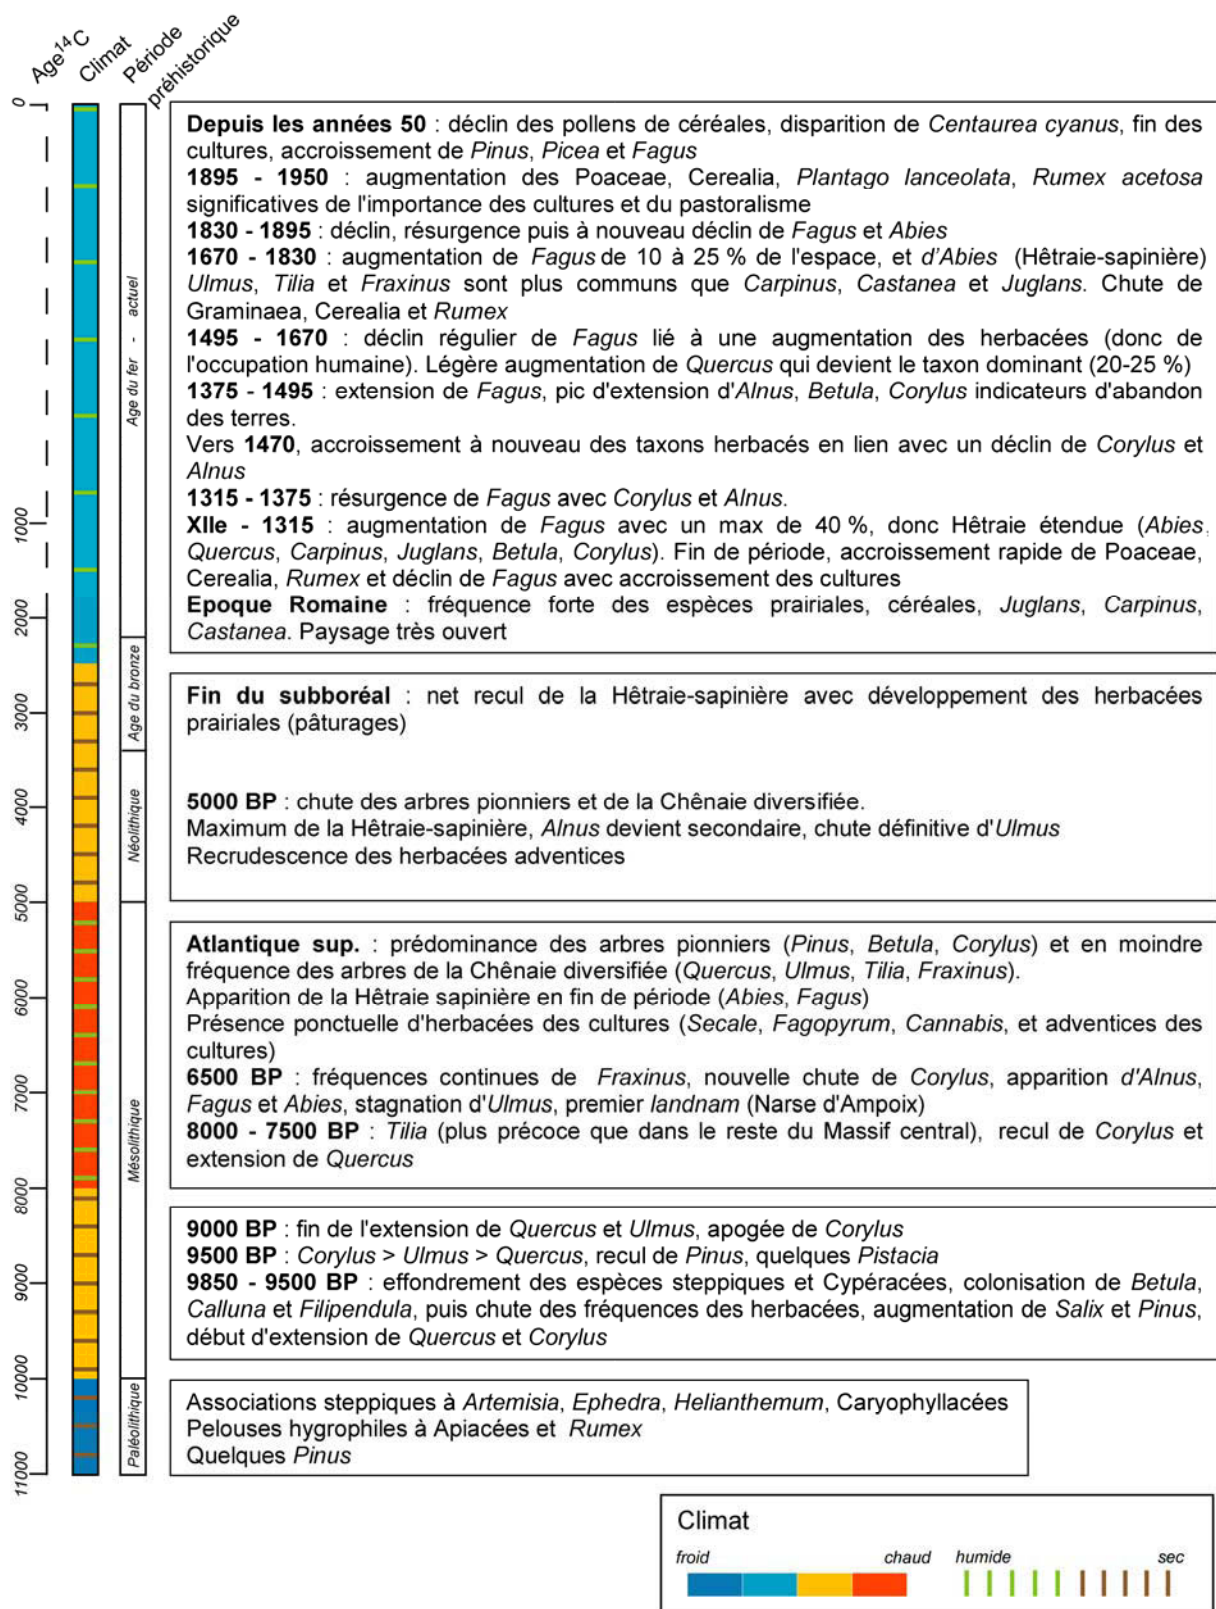 Age14C
Climat
Période
préhistorique
0
1000
2000
3000
4000
5000
6000
7000
8000
9000
10000
11000
Age du fer - actuel
Age du bronze
Néolithique
Mésolithique
Paléolithique
Depuis les années 50 : déclin des pollens de céréales, disparition de Centaurea cyanus, fin des
cultures, accroissement de Pinus, Picea et Fagus
1895 - 1950 : augmentation des Poaceae, Cerealia, Plantago lanceolata, Rumex acetosa
significatives de l'importance des cultures et du pastoralisme
1830 - 1895 : déclin, résurgence puis à nouveau déclin de Fagus et Abies
1670 - 1830 : augmentation de Fagus de 10 à 25 % de l'espace, et d'Abies (Hêtraie-sapinière)
Ulmus, Tilia et Fraxinus sont plus communs que Carpinus, Castanea et Juglans. Chute de
Graminaea, Cerealia et Rumex
1495 - 1670 : déclin régulier de Fagus lié à une augmentation des herbacées (donc de
l'occupation humaine). Légère augmentation de Quercus qui devient le taxon dominant (20-25 %)
1375 - 1495 : extension de Fagus, pic d'extension d'Alnus, Betula, Corylus indicateurs d'abandon
des terres.
Vers 1470, accroissement à nouveau des taxons herbacés en lien avec un déclin de Corylus et
Alnus
1315 - 1375 : résurgence de Fagus avec Corylus et Alnus.
XIIe - 1315 : augmentation de Fagus avec un max de 40 %, donc Hêtraie étendue (Abies,
Quercus, Carpinus, Juglans, Betula, Corylus). Fin de période, accroissement rapide de Poaceae,
Cerealia, Rumex et déclin de Fagus avec accroissement des cultures
Epoque Romaine : fréquence forte des espèces prairiales, céréales, Juglans, Carpinus,
Castanea. Paysage très ouvert
Fin du subboréal : net recul de la Hêtraie-sapinière avec développement des herbacées
prairiales (pâturages)
5000 BP : chute des arbres pionniers et de la Chênaie diversifiée.
Maximum de la Hêtraie-sapinière, Alnus devient secondaire, chute définitive d'Ulmus
Recrudescence des herbacées adventices
Atlantique sup. : prédominance des arbres pionniers (Pinus, Betula, Corylus) et en moindre
fréquence des arbres de la Chênaie diversifiée (Quercus, Ulmus, Tilia, Fraxinus).
Apparition de la Hêtraie sapinière en fin de période (Abies, Fagus)
Présence ponctuelle d'herbacées des cultures (Secale, Fagopyrum, Cannabis, et adventices des
cultures)
6500 BP : fréquences continues de Fraxinus, nouvelle chute de Corylus, apparition d'Alnus,
Fagus et Abies, stagnation d'Ulmus, premier landnam (Narse d'Ampoix)
8000 - 7500 BP : Tilia (plus précoce que dans le reste du Massif central), recul de Corylus et
extension de Quercus
9000 BP : fin de l'extension de Quercus et Ulmus, apogée de Corylus
9500 BP : Corylus > Ulmus > Quercus, recul de Pinus, quelques Pistacia
9850 - 9500 BP : effondrement des espèces steppiques et Cypéracées, colonisation de Betula,
Calluna et Filipendula, puis chute des fréquences des herbacées, augmentation de Salix et Pinus,
début d'extension de Quercus et Corylus
Associations steppiques à Artemisia, Ephedra, Helianthemum, Caryophyllacées
Pelouses hygrophiles à Apiacées et Rumex
Quelques Pinus
Climat
froid chaud humide sec